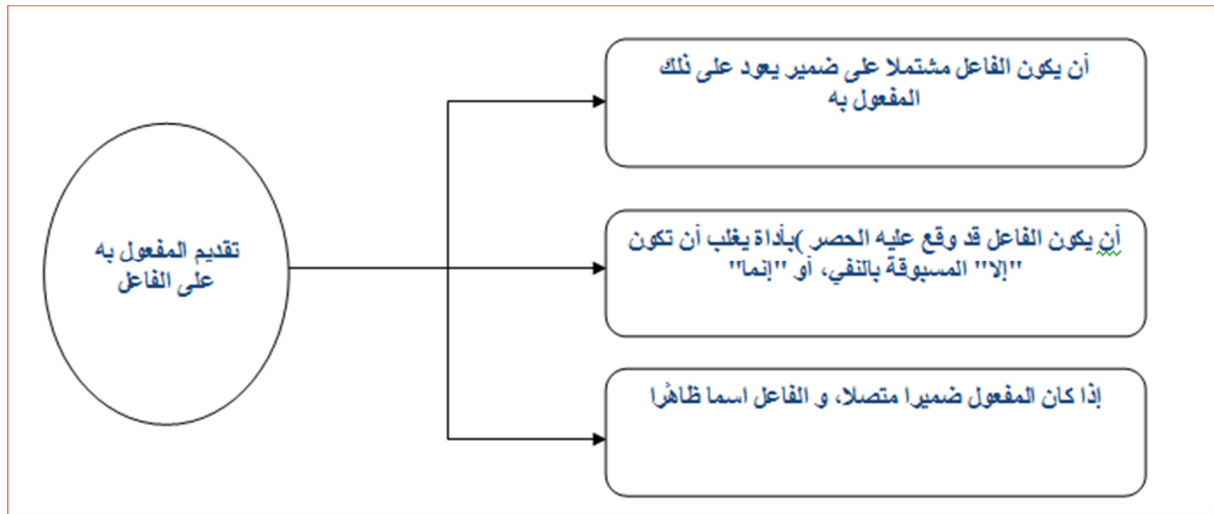 تقديم المفعول به
على الفاعل
أن يكون الفاعل مشتملا على ضمير يعود على ذلك
المفعول به
أن يكون الفاعل قد وقع عليه الحصر )بأداة يغلب أن تكون
"إلا" المسبوقة بالنفي، أو "إنما"
إذا كان المفعول ضميرا متصلا، و الفاعل اسما ظاهرا